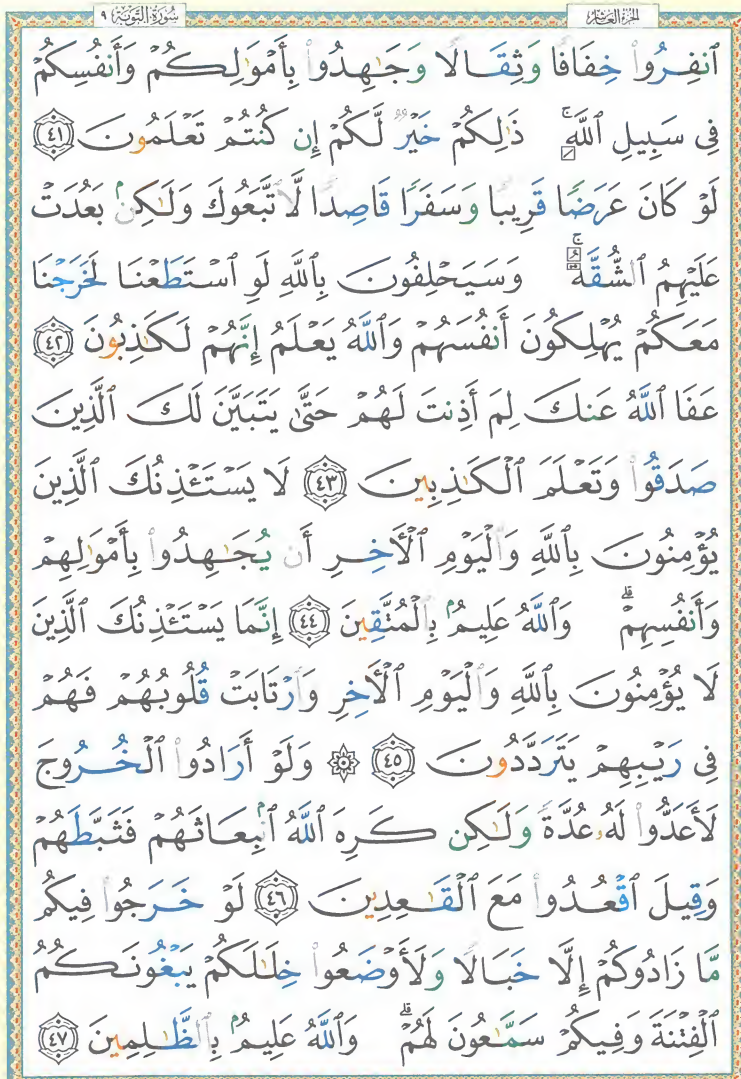 الجزء العاشر
سورة التوبة ٩
ٱنفِرُوا۟ خِفَافًا وَثِقَالًا وَجَـٰهِدُوا۟ بِأَمْوَٰلِكُمْ وَأَنفُسِكُمْ
فِى سَبِيلِ ٱللَّهِ ۚ ذَٰلِكُمْ خَيْرٌ لَّكُمْ إِن كُنتُمْ تَعْلَمُونَ ﴿٤١﴾
لَوْ كَانَ عَرَضًا قَرِيبًا وَسَفَرًا قَاصِدًا لَّٱتَّبَعُوكَ وَلَـٰكِنۢ بَعُدَتْ
عَلَيْهِمُ ٱلشُّقَّةُ ۚ وَسَيَحْلِفُونَ بِٱللَّهِ لَوِ ٱسْتَطَعْنَا لَخَرَجْنَا
مَعَكُمْ يُهْلِكُونَ أَنفُسَهُمْ وَٱللَّهُ يَعْلَمُ إِنَّهُمْ لَكَـٰذِبُونَ ﴿٤٢﴾
عَفَا ٱللَّهُ عَنكَ لِمَ أَذِنتَ لَهُمْ حَتَّىٰ يَتَبَيَّنَ لَكَ ٱلَّذِينَ
صَدَقُوا۟ وَتَعْلَمَ ٱلْكَـٰذِبِينَ ﴿٤٣﴾ لَا يَسْتَـْٔذِنُكَ ٱلَّذِينَ
يُؤْمِنُونَ بِٱللَّهِ وَٱلْيَوْمِ ٱلْـَٔاخِرِ أَن يُجَـٰهِدُوا۟ بِأَمْوَٰلِهِمْ
وَأَنفُسِهِمْ ۗ وَٱللَّهُ عَلِيمٌۢ بِٱلْمُتَّقِينَ ﴿٤٤﴾ إِنَّمَا يَسْتَـْٔذِنُكَ ٱلَّذِينَ
لَا يُؤْمِنُونَ بِٱللَّهِ وَٱلْيَوْمِ ٱلْـَٔاخِرِ وَٱرْتَابَتْ قُلُوبُهُمْ فَهُمْ
فِى رَيْبِهِمْ يَتَرَدَّدُونَ ﴿٤٥﴾ ۞ وَلَوْ أَرَادُوا۟ ٱلْخُرُوجَ
لَأَعَدُّوا۟ لَهُۥ عُدَّةً وَلَـٰكِن كَرِهَ ٱللَّهُ ٱنۢبِعَاثَهُمْ فَثَبَّطَهُمْ
وَقِيلَ ٱقْعُدُوا۟ مَعَ ٱلْقَـٰعِدِينَ ﴿٤٦﴾ لَوْ خَرَجُوا۟ فِيكُم
مَّا زَادُوكُمْ إِلَّا خَبَالًا وَلَأَوْضَعُوا۟ خِلَـٰلَكُمْ يَبْغُونَكُمُ
ٱلْفِتْنَةَ وَفِيكُمْ سَمَّـٰعُونَ لَهُمْ ۗ وَٱللَّهُ عَلِيمٌۢ بِٱلظَّـٰلِمِينَ ﴿٤٧﴾